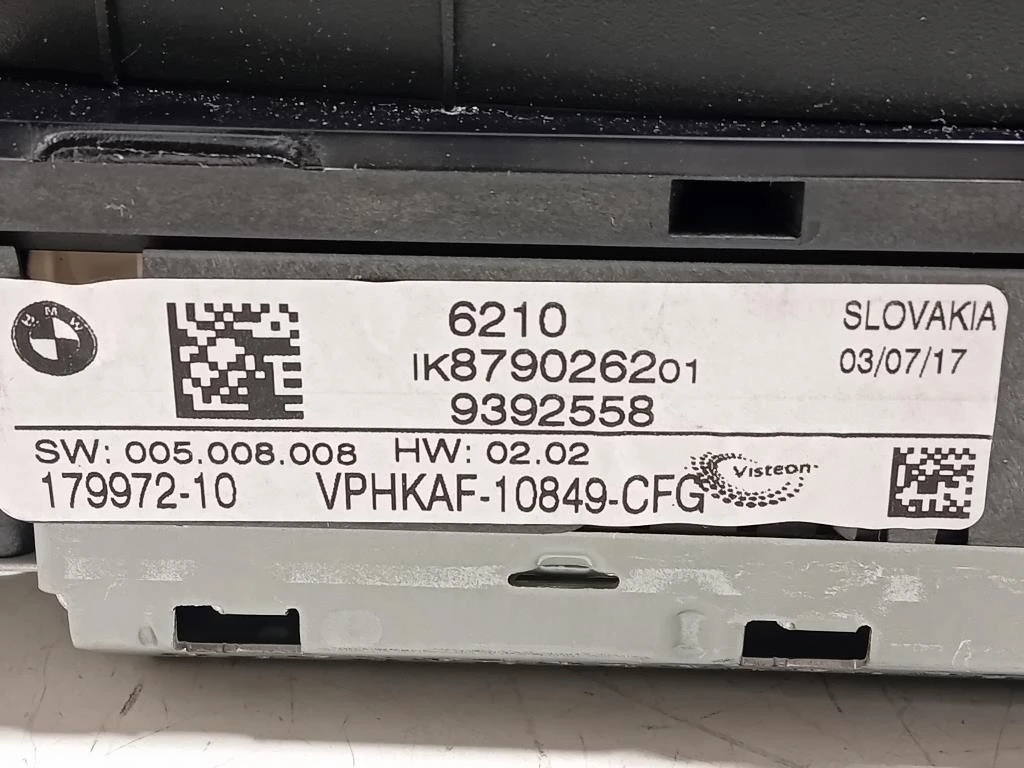 BMW
6210
IK879026201
9392558
SLOVAKIA
03/07/17
SW: 005.008.008 HW: 02.02
179972-10 VPHKAF-10849-CFG
Visteon